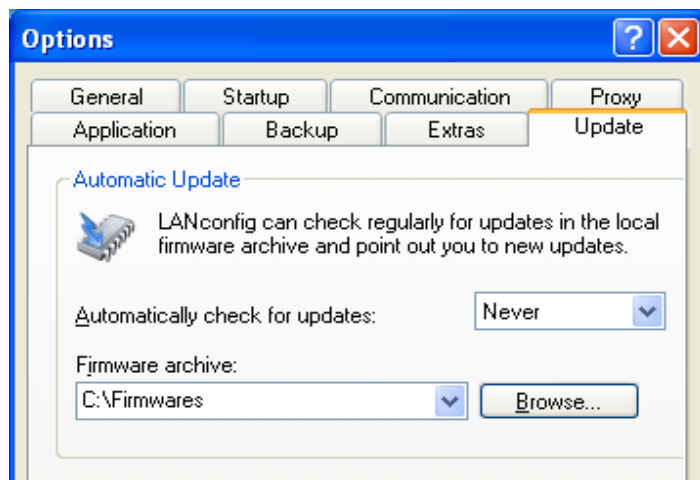 Options
General Startup Communication Proxy
Application Backup Extras Update
Automatic Update
LANconfig can check regularly for updates in the local
firmware archive and point out you to new updates.
Automatically check for updates: Never
Firmware archive:
C:\Firmwares Browse...